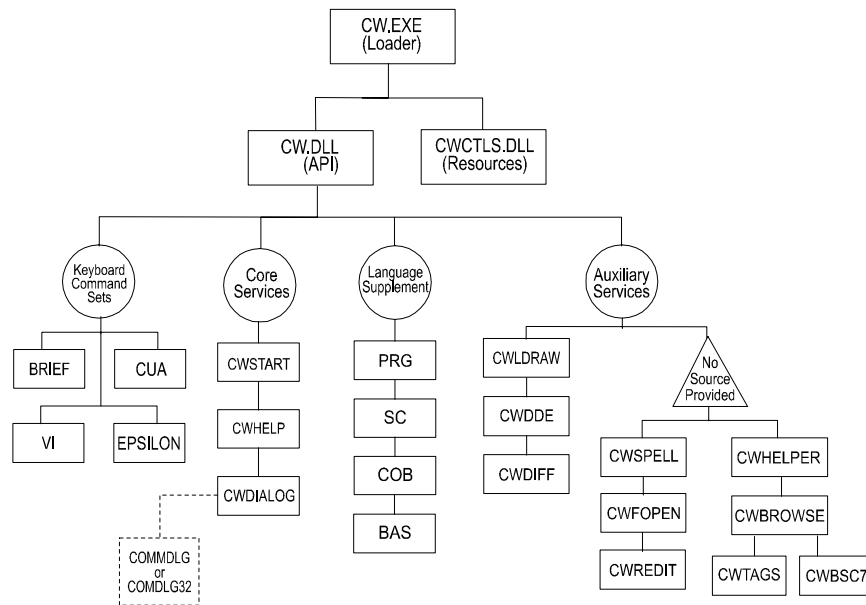 CW.EXE
(Loader)
CW.DLL
(API)
CWCTLS.DLL
(Resources)
Keyboard
Command
Sets
Core
Services
Language
Supplement
Auxiliary
Services
BRIEF
CUA
VI
EPSILON
CWSTART
CWHELP
CWDIALOG
COMMDLG
or
COMDLG32
PRG
SC
COB
BAS
CWLDRAW
CWDDE
CWDIFF
No
Source
Provided
CWSPELL
CWFOPEN
CWREDIT
CWHELPER
CWBROWSE
CWTAGS
CWBSC7